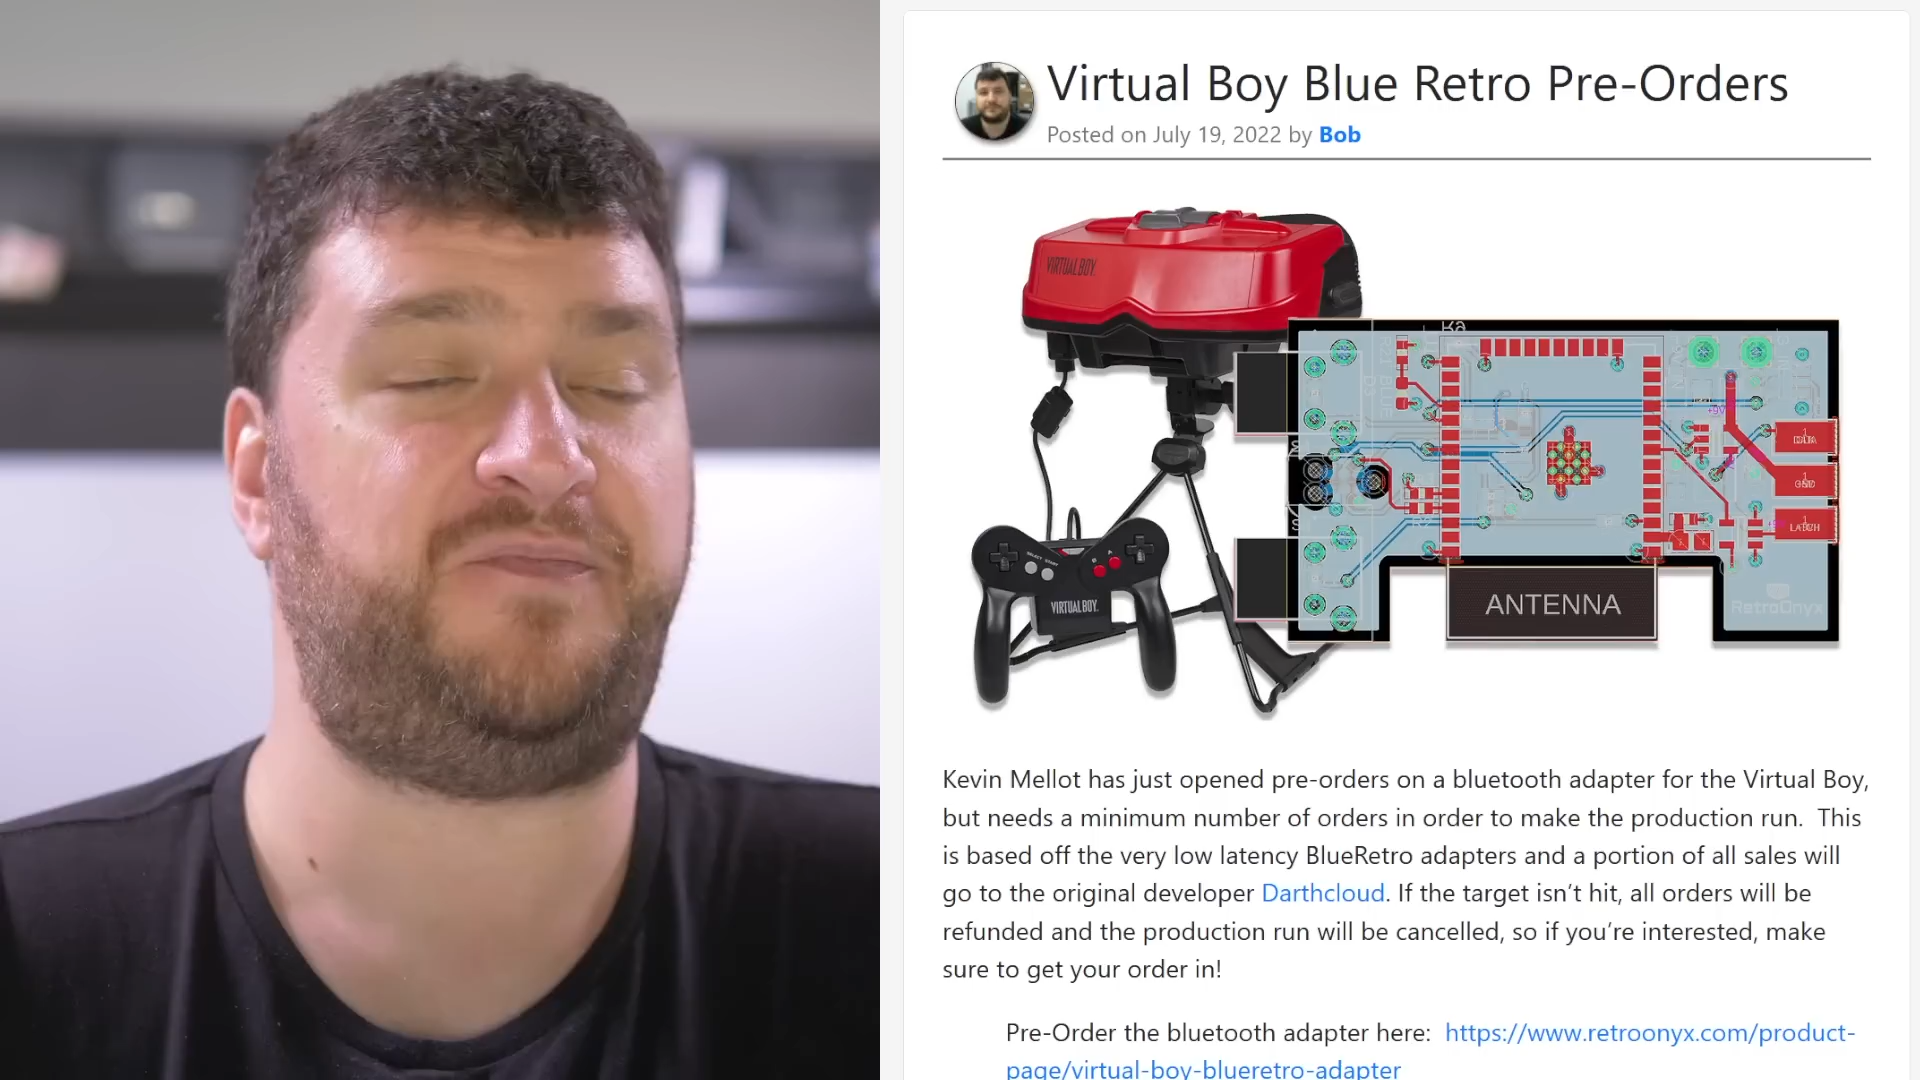 Virtual Boy Blue Retro Pre-Orders
Posted on July 19, 2022 by Bob
VIRTUAL BOY
SELECT START
B A
VIRTUAL BOY.
DATA
GND
LATCH
ANTENNA
RetroOnyx
Kevin Mellot has just opened pre-orders on a bluetooth adapter for the Virtual Boy,
but needs a minimum number of orders in order to make the production run. This
is based off the very low latency BlueRetro adapters and a portion of all sales will
go to the original developer Darthcloud. If the target isn’t hit, all orders will be
refunded and the production run will be cancelled, so if you’re interested, make
sure to get your order in!
Pre-Order the bluetooth adapter here: https://www.retroonyx.com/product-
page/virtual-boy-blueretro-adapter